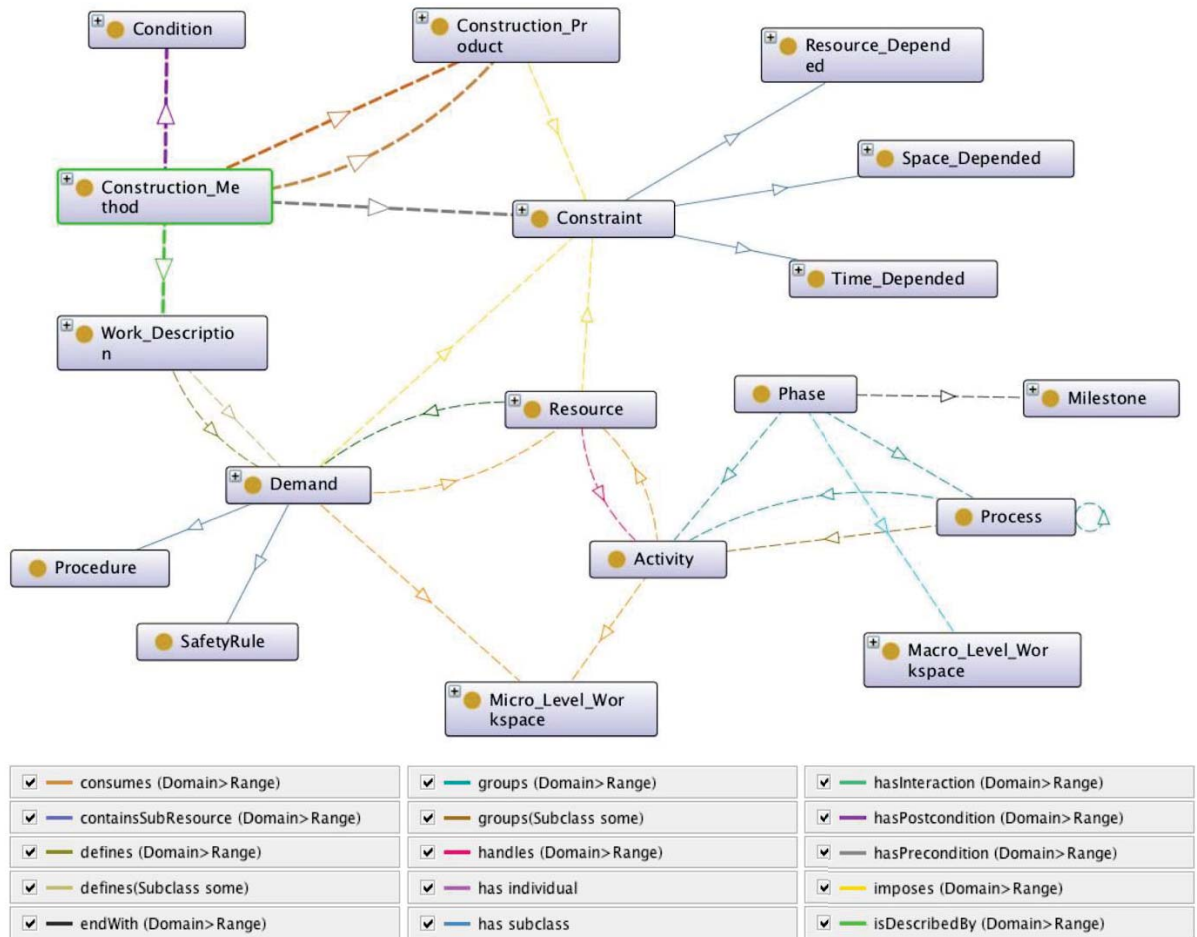 Condition
Construction_Pr
oduct
Resource_Depend
ed
Space_Depended
Construction_Me
thod
Constraint
Time_Depended
Work_Descriptio
n
Resource
Phase
Milestone
Demand
Process
Procedure
Activity
SafetyRule
Macro_Level_Wor
kspace
Micro_Level_Wor
kspace
consumes (Domain>Range)
groups (Domain>Range)
hasInteraction (Domain>Range)
containsSubResource (Domain>Range)
groups(Subclass some)
hasPostcondition (Domain>Range)
defines (Domain>Range)
handles (Domain>Range)
hasPrecondition (Domain>Range)
defines(Subclass some)
has individual
imposes (Domain>Range)
endWith (Domain>Range)
has subclass
isDescribedBy (Domain>Range)